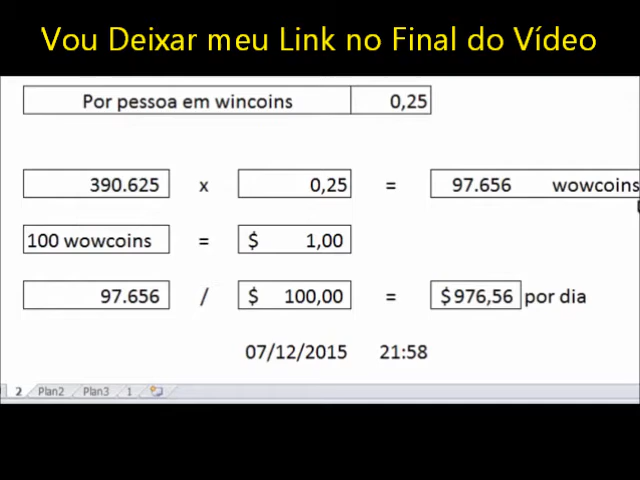 Vou Deixar meu Link no Final do Vídeo
Por pessoa em wincoins 0,25
390.625 x 0,25 = 97.656 wowcoins
100 wowcoins = $ 1,00
97.656 / $ 100,00 = $ 976,56 por dia
07/12/2015 21:58
2 Plan2 Plan3 1